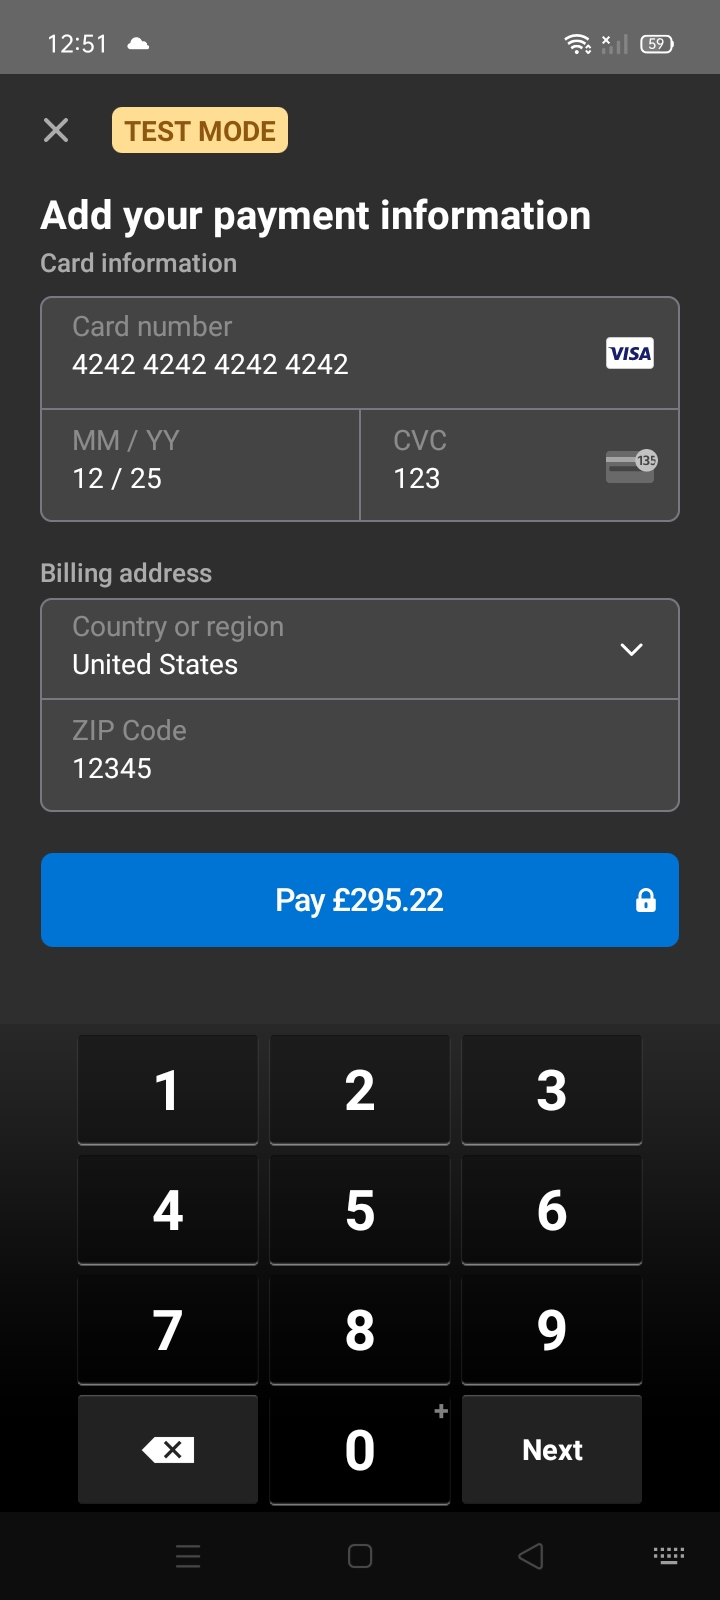 12:51
59
TEST MODE
Add your payment information
Card information
Card number
4242 4242 4242 4242
VISA
MM / YY
12 / 25
CVC
123
135
Billing address
Country or region
United States
ZIP Code
12345
Pay £295.22
1 2 3
4 5 6
7 8 9
+
0 Next